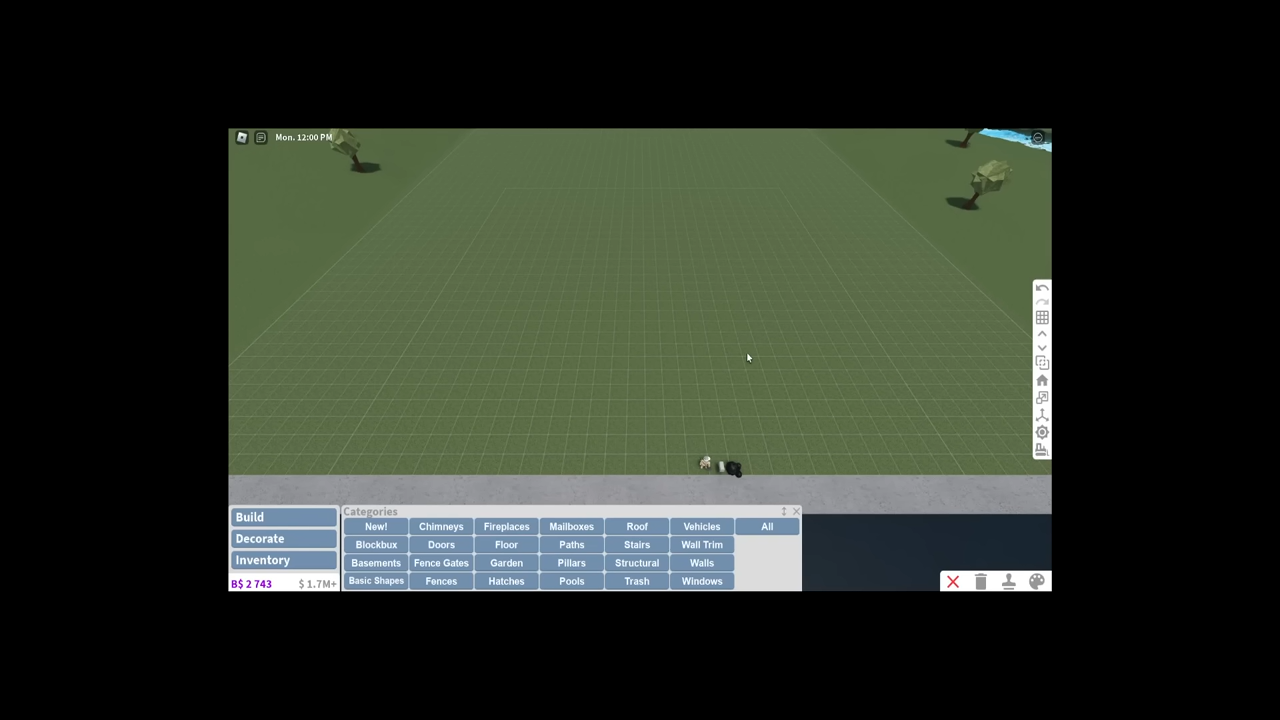 Mon. 12:00 PM
Build
Decorate
Inventory
B$ 2 743 $ 1.7M+
Categories
New! Chimneys Fireplaces Mailboxes Roof Vehicles All
Blockbux Doors Floor Paths Stairs Wall Trim
Basements Fence Gates Garden Pillars Structural Walls
Basic Shapes Fences Hatches Pools Trash Windows